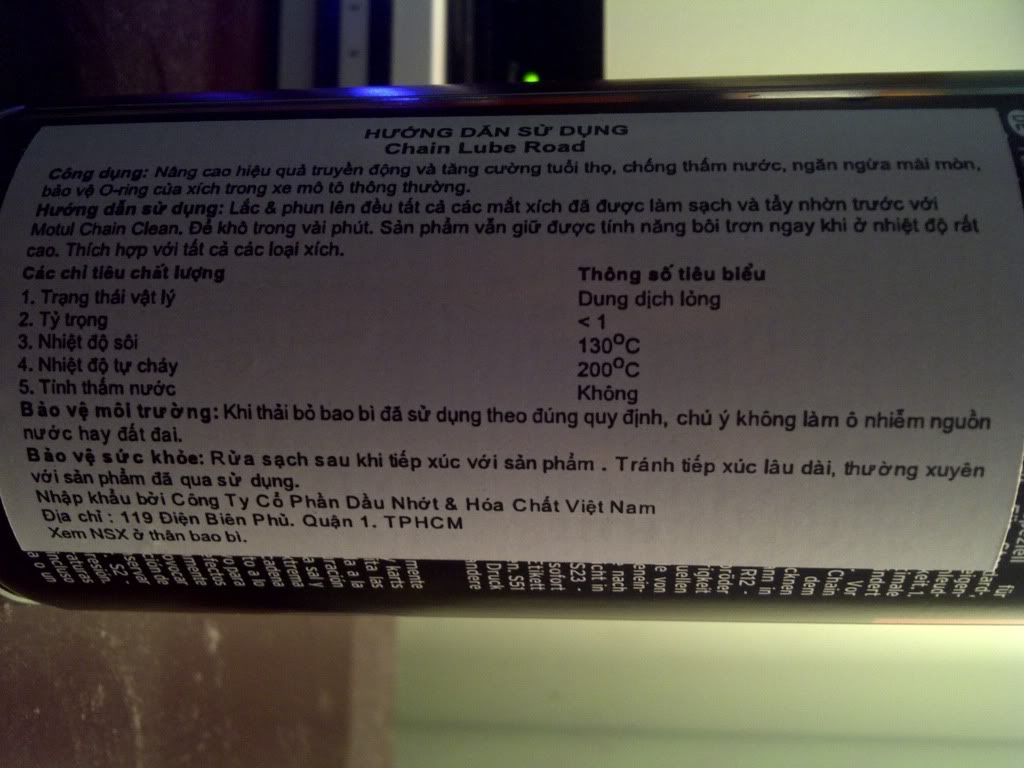 HƯỚNG DẪN SỬ DỤNG
Chain Lube Road
Công dụng: Nâng cao hiệu quả truyền động và tăng cường tuổi thọ, chống thấm nước, ngăn ngừa mài mòn,
bảo vệ O-ring của xích trong xe mô tô thông thường.
Hướng dẫn sử dụng: Lắc & phun lên đều tất cả các mắt xích đã được làm sạch và tẩy nhờn trước với
Motul Chain Clean. Để khô trong vài phút. Sản phẩm vẫn giữ được tính năng bôi trơn ngay khi ở nhiệt độ rất
cao. Thích hợp với tất cả các loại xích.
Các chỉ tiêu chất lượng Thông số tiêu biểu
1. Trạng thái vật lý Dung dịch lỏng
2. Tỷ trọng < 1
3. Nhiệt độ sôi 130°C
4. Nhiệt độ tự cháy 200°C
5. Tính thấm nước Không
Bảo vệ môi trường: Khi thải bỏ bao bì đã sử dụng theo đúng quy định, chú ý không làm ô nhiễm nguồn
nước hay đất đai.
Bảo vệ sức khỏe: Rửa sạch sau khi tiếp xúc với sản phẩm . Tránh tiếp xúc lâu dài, thường xuyên
với sản phẩm đã qua sử dụng.
Nhập khẩu bởi Công Ty Cổ Phần Dầu Nhớt & Hóa Chất Việt Nam
Địa chỉ : 119 Điện Biên Phủ. Quận 1. TPHCM
Xem NSX ở thân bao bì.